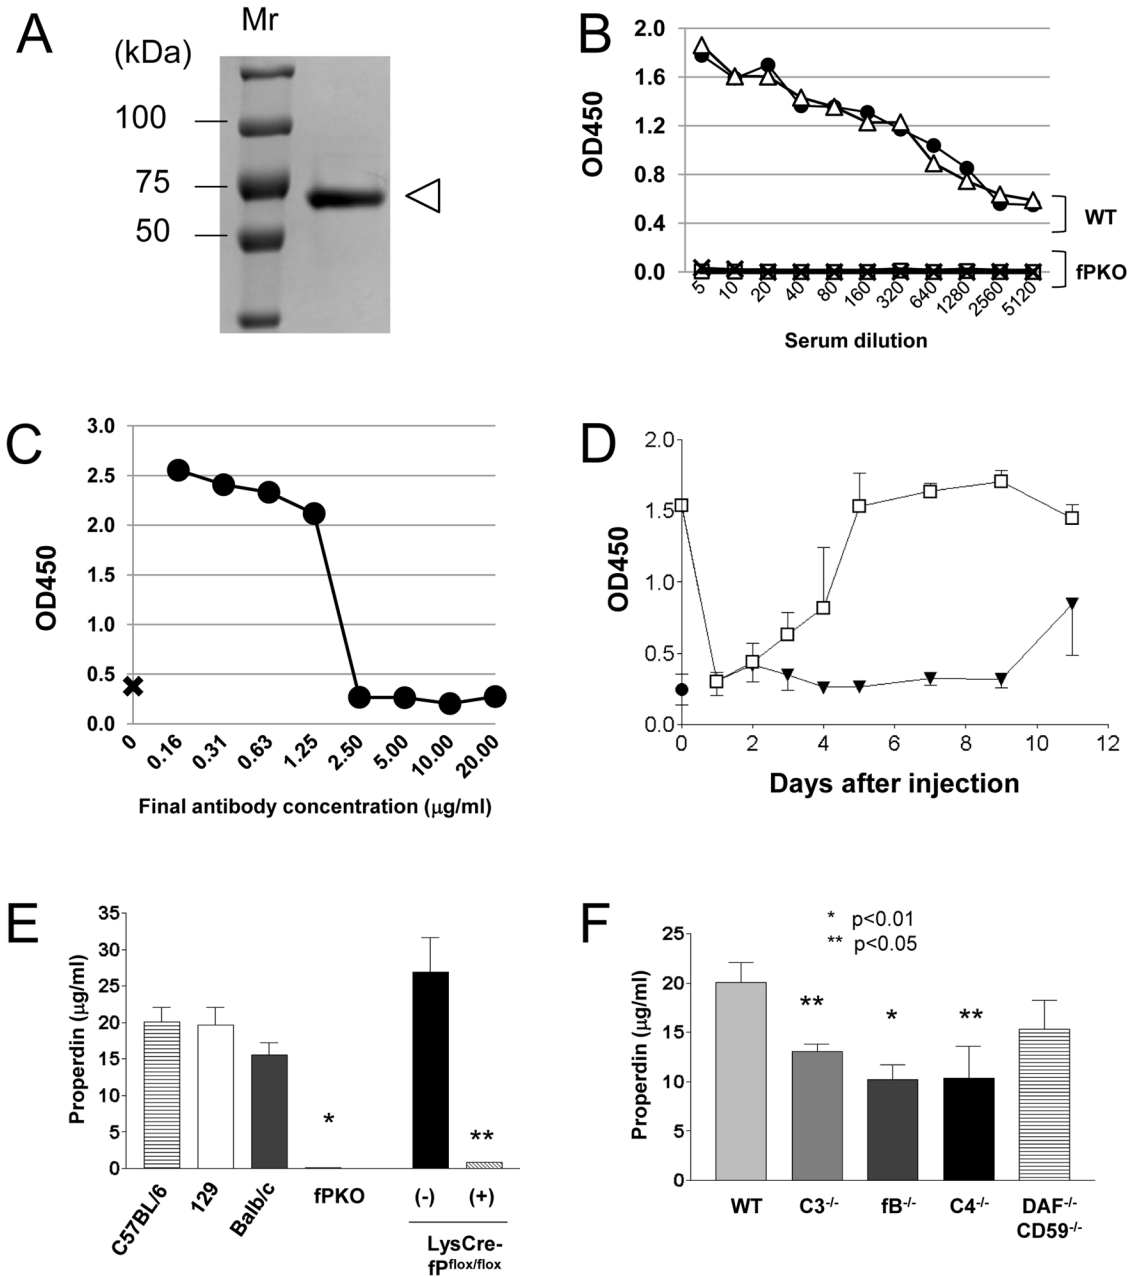 A
Mr
(kDa)
100
75
50
B
2.0
1.6
1.2
0.8
0.4
0.0
OD450
5
10
20
40
80
160
320
640
1280
2560
5120
Serum dilution
WT
fPKO
C
3.0
2.5
2.0
1.5
1.0
0.5
0.0
OD450
0
0.16
0.31
0.63
1.25
2.50
5.00
10.00
20.00
Final antibody concentration (μg/ml)
D
2.0
1.5
1.0
0.5
0.0
OD450
0 2 4 6 8 10 12
Days after injection
E
35
30
25
20
15
10
5
0
Properdin (μg/ml)
*
**
C57BL/6
129
Balb/c
fPKO
(-) (+)
LysCre-
fPflox/flox
F
* p<0.01
** p<0.05
25
20
15
10
5
0
Properdin (μg/ml)
**
*
**
WT C3-/- fB-/- C4-/- DAF-/-
CD59-/-